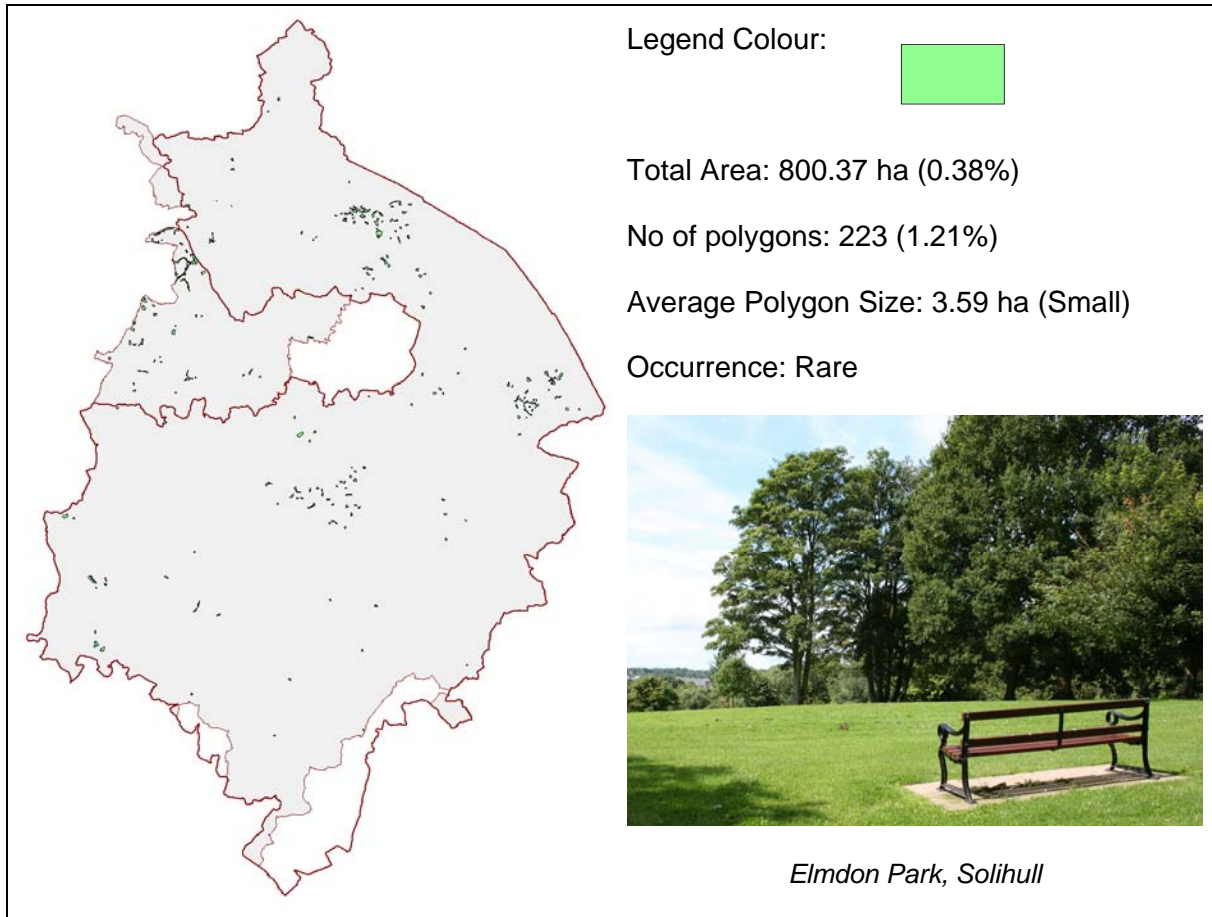 Legend Colour:
Total Area: 800.37 ha (0.38%)
No of polygons: 223 (1.21%)
Average Polygon Size: 3.59 ha (Small)
Occurrence: Rare
Elmdon Park, Solihull